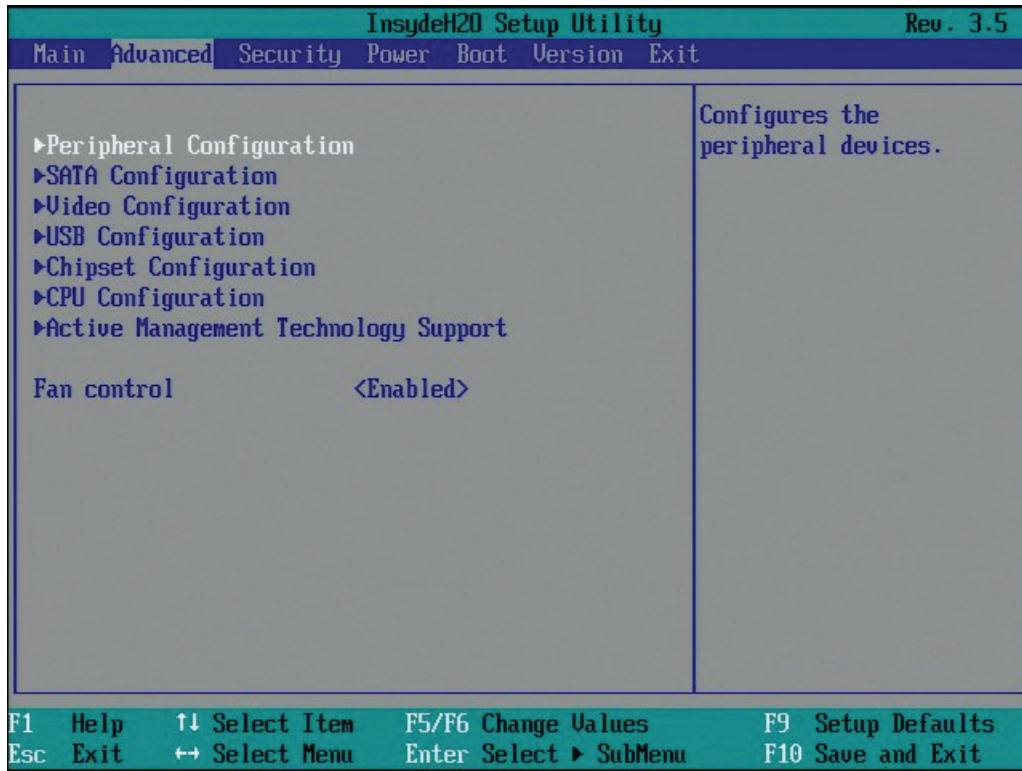 InsydeH20 Setup Utility Rev. 3.5
Main Advanced Security Power Boot Version Exit
▶Peripheral Configuration
▶SATA Configuration
▶Video Configuration
▶USB Configuration
▶Chipset Configuration
▶CPU Configuration
▶Active Management Technology Support
Fan control <Enabled>
Configures the
peripheral devices.
F1 Help ↑↓ Select Item F5/F6 Change Values F9 Setup Defaults
Esc Exit ↔ Select Menu Enter Select ▶ SubMenu F10 Save and Exit